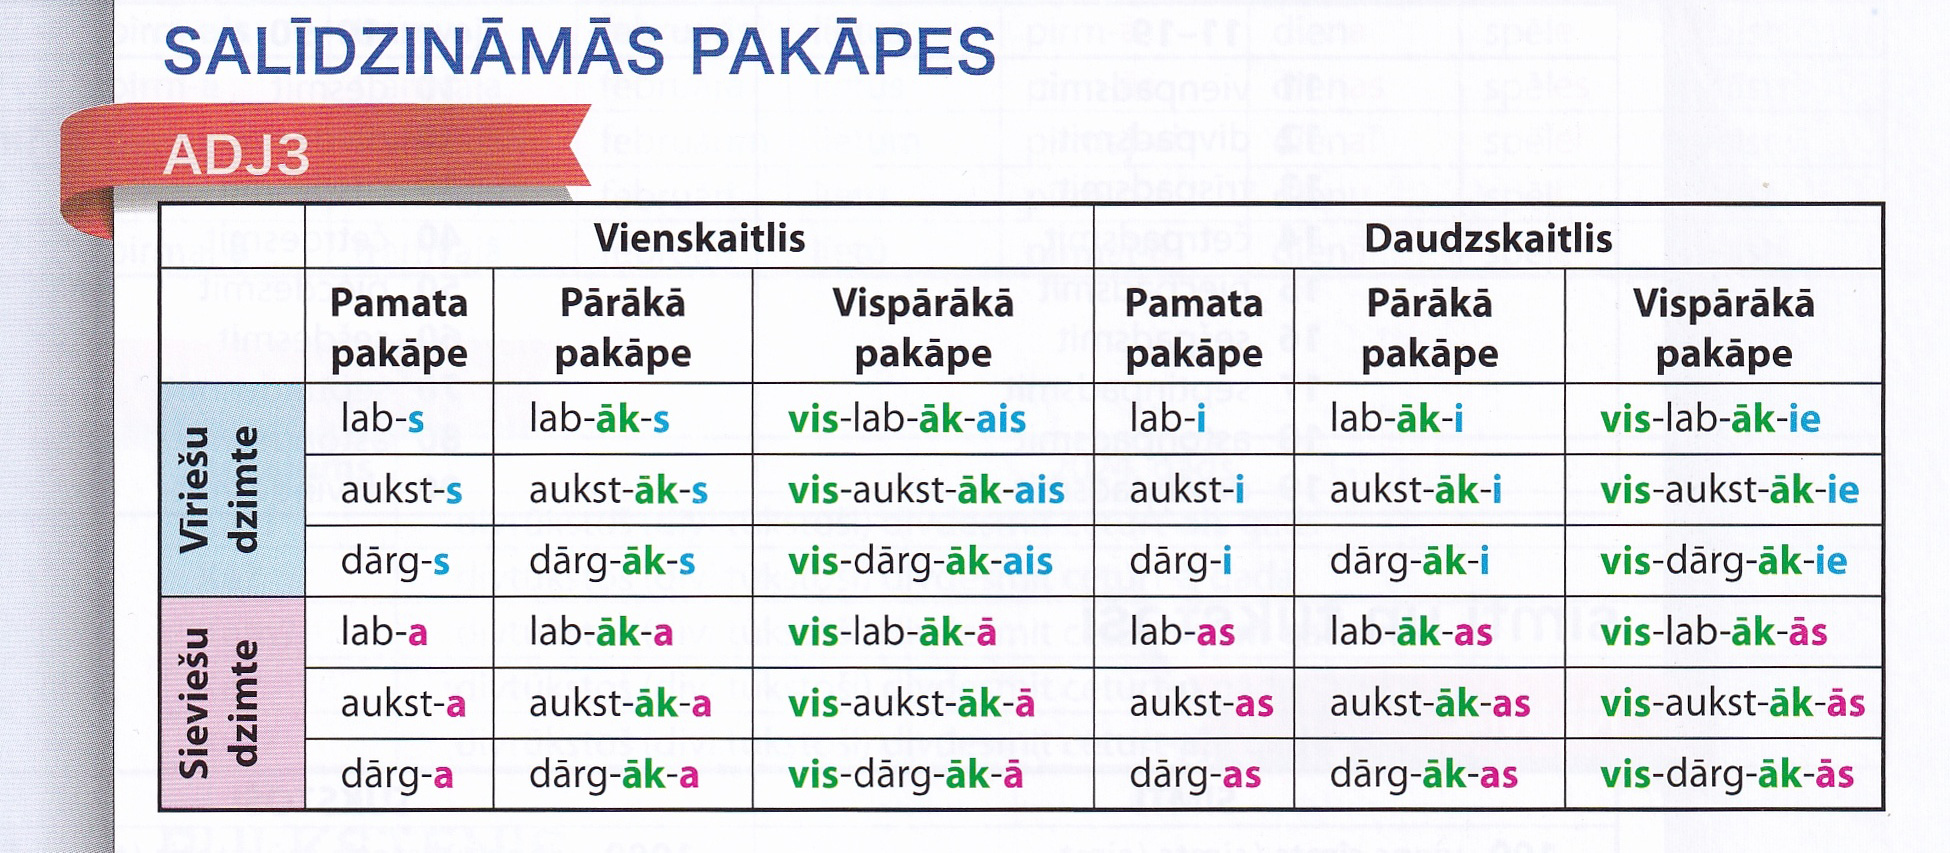 SALĪDZINĀMĀS PAKĀPES
ADJ3
Vienskaitlis Daudzskaitlis
Pamata pakāpe Pārākā pakāpe Vispārākā pakāpe Pamata pakāpe Pārākā pakāpe Vispārākā pakāpe
Vīriešu dzimte
lab-s lab-āk-s vis-lab-āk-ais lab-i lab-āk-i vis-lab-āk-ie
aukst-s aukst-āk-s vis-aukst-āk-ais aukst-i aukst-āk-i vis-aukst-āk-ie
dārg-s dārg-āk-s vis-dārg-āk-ais dārg-i dārg-āk-i vis-dārg-āk-ie
Sieviešu dzimte
lab-a lab-āk-a vis-lab-āk-ā lab-as lab-āk-as vis-lab-āk-ās
aukst-a aukst-āk-a vis-aukst-āk-ā aukst-as aukst-āk-as vis-aukst-āk-ās
dārg-a dārg-āk-a vis-dārg-āk-ā dārg-as dārg-āk-as vis-dārg-āk-ās